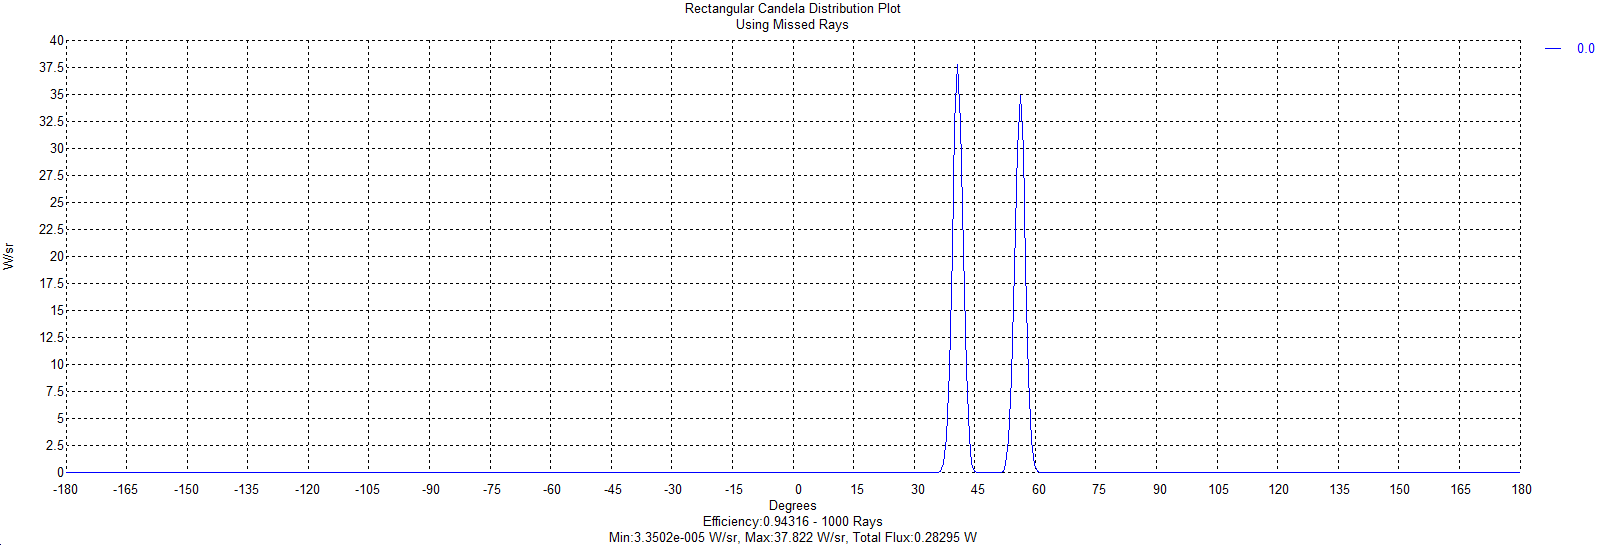 Rectangular Candela Distribution Plot
Using Missed Rays
40
37.5
35
32.5
30
27.5
25
22.5
20
17.5
15
12.5
10
7.5
5
2.5
0
W/sr
0.0
-180 -165 -150 -135 -120 -105 -90 -75 -60 -45 -30 -15 0 15 30 45 60 75 90 105 120 135 150 165 180
Degrees
Efficiency:0.94316 - 1000 Rays
Min:3.3502e-005 W/sr, Max:37.822 W/sr, Total Flux:0.28295 W